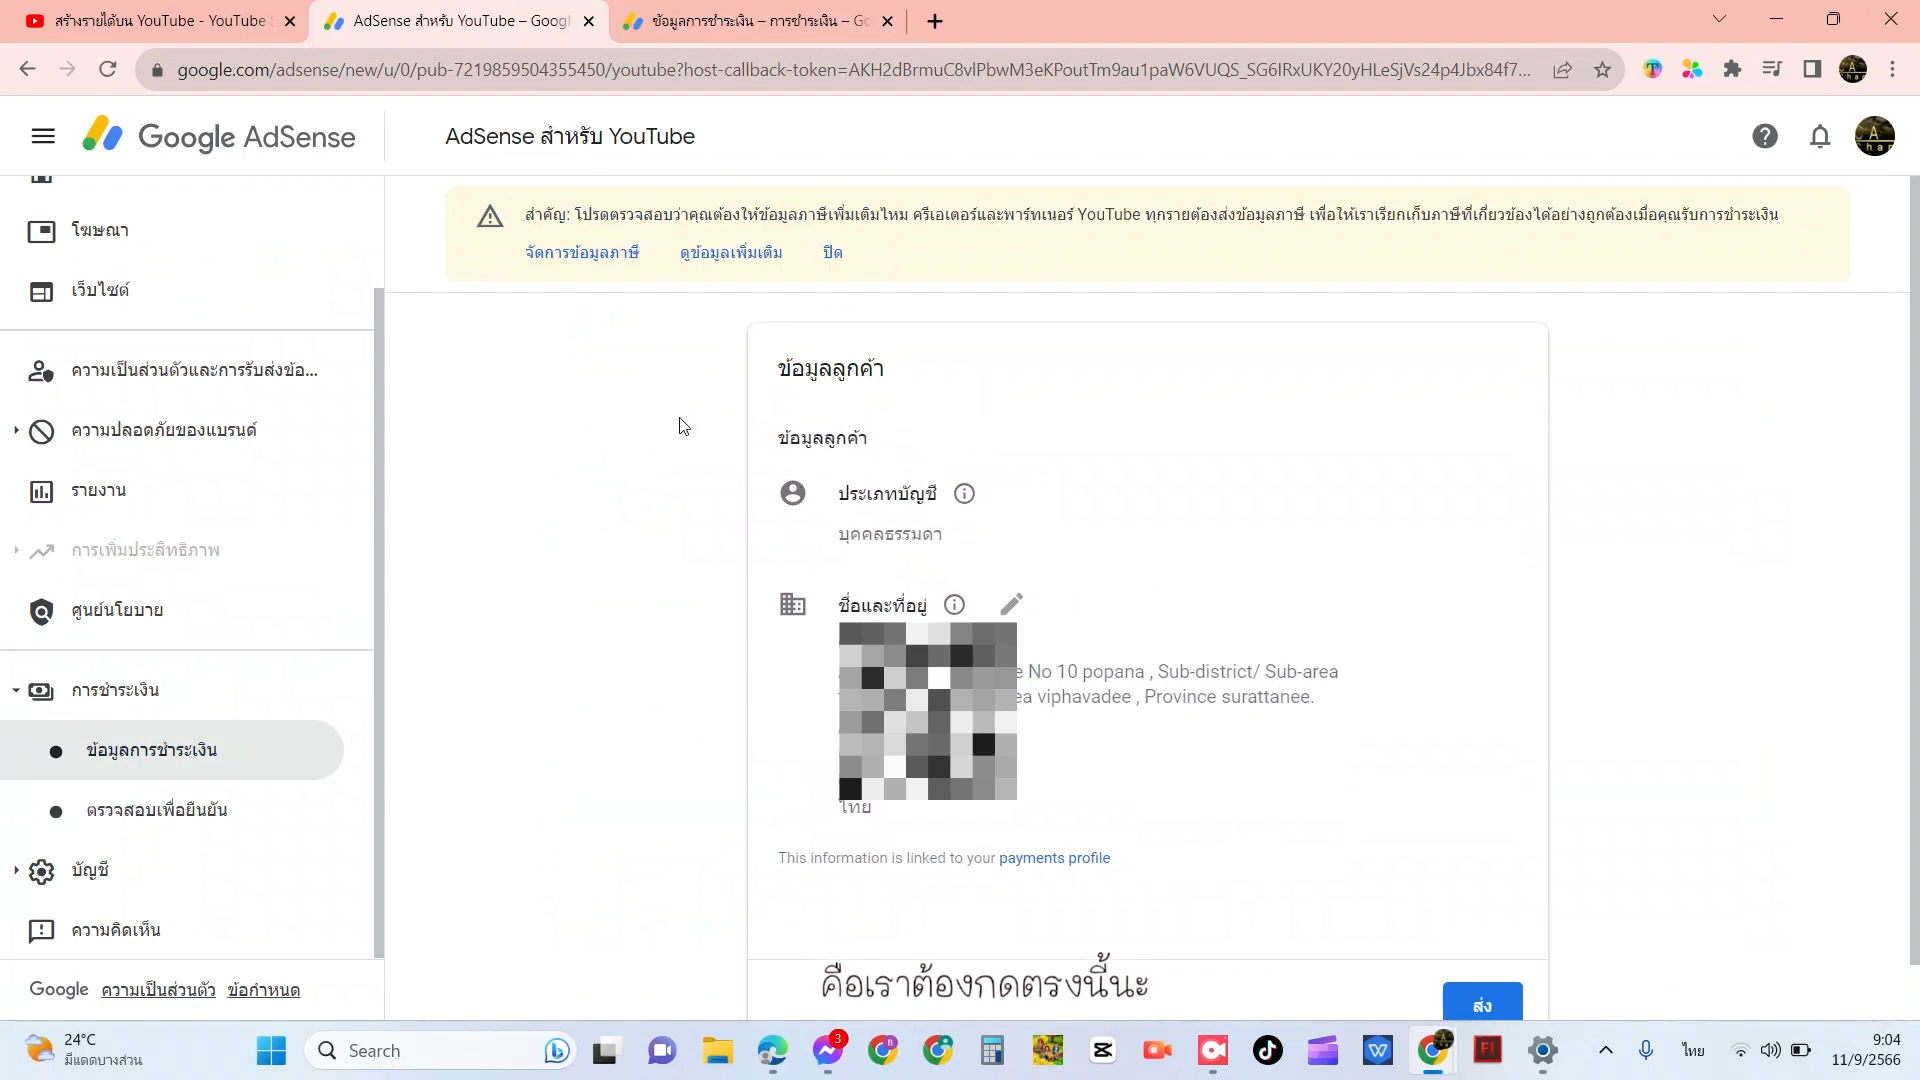 สร้างรายได้บน YouTube - YouTube
AdSense สำหรับ YouTube – Googl
ข้อมูลการชำระเงิน – การชำระเงิน – Go
google.com/adsense/new/u/0/pub-7219859504355450/youtube?host-callback-token=AKH2dBrmuC8vlPbwM3eKPoutTm9au1paW6VUQS_SG6IRxUKY20yHLeSjVs24p4Jbx84f7...
Google AdSense
AdSense สำหรับ YouTube
สำคัญ: โปรดตรวจสอบว่าคุณต้องให้ข้อมูลภาษีเพิ่มเติมไหม ครีเอเตอร์และพาร์ทเนอร์ YouTube ทุกรายต้องส่งข้อมูลภาษี เพื่อให้เราเรียกเก็บภาษีที่เกี่ยวข้องได้อย่างถูกต้องเมื่อคุณรับการชำระเงิน
จัดการข้อมูลภาษี ดูข้อมูลเพิ่มเติม ปิด
โฆษณา
เว็บไซต์
ความเป็นส่วนตัวและการรับส่งข้อ...
ความปลอดภัยของแบรนด์
รายงาน
การเพิ่มประสิทธิภาพ
ศูนย์นโยบาย
การชำระเงิน
ข้อมูลการชำระเงิน
ตรวจสอบเพื่อยืนยัน
บัญชี
ความคิดเห็น
Google ความเป็นส่วนตัว ข้อกำหนด
ข้อมูลลูกค้า
ข้อมูลลูกค้า
ประเภทบัญชี
บุคคลธรรมดา
ชื่อและที่อยู่
e No 10 popana , Sub-district/ Sub-area
ea viphavadee , Province surattanee.
ไทย
This information is linked to your payments profile
คือเราต้องกดตรงนี้นะ
ส่ง
24°C
มีแดดบางส่วน
Search
3
ไทย
9:04
11/9/2566